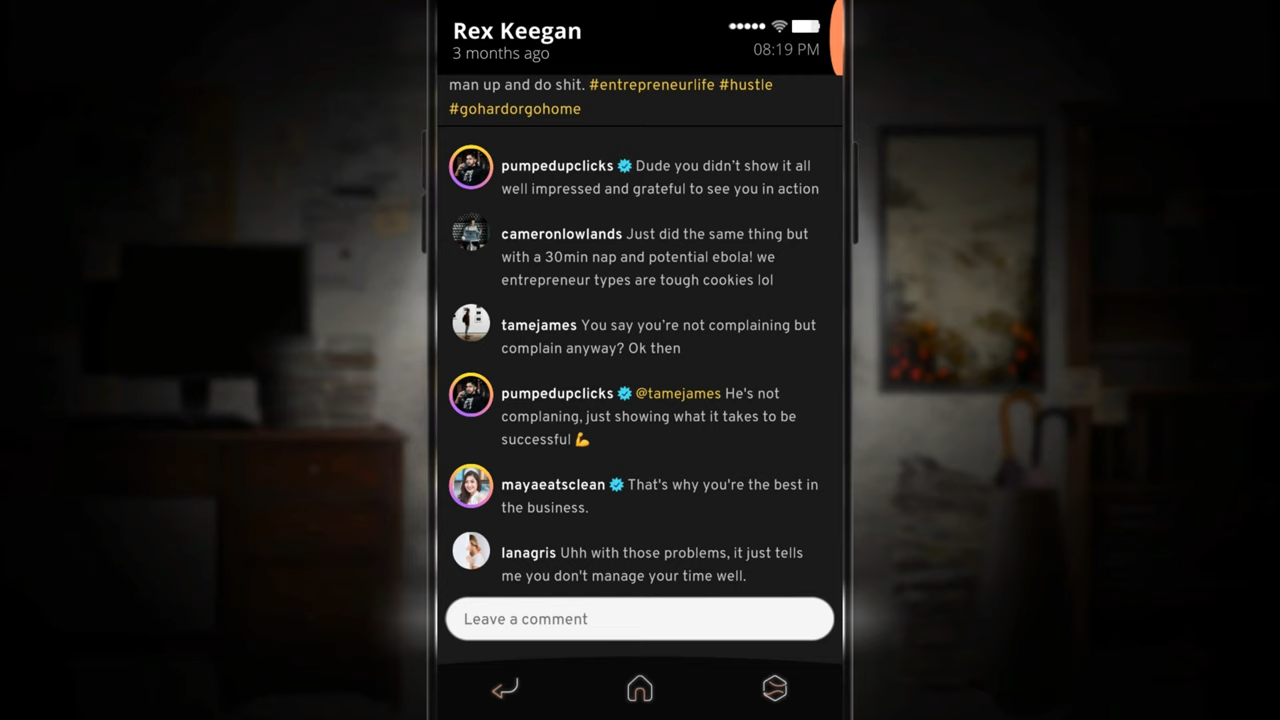 Rex Keegan
3 months ago
08:19 PM
man up and do shit. #entrepreneurlife #hustle
#gohardorgohome
pumpedupclicks Dude you didn't show it all
well impressed and grateful to see you in action
cameronlowlands Just did the same thing but
with a 30min nap and potential ebola! we
entrepreneur types are tough cookies lol
tamejames You say you're not complaining but
complain anyway? Ok then
pumpedupclicks @tamejames He's not
complaning, just showing what it takes to be
successful 💪
mayaeatsclean That's why you're the best in
the business.
lanagris Uhh with those problems, it just tells
me you don't manage your time well.
Leave a comment